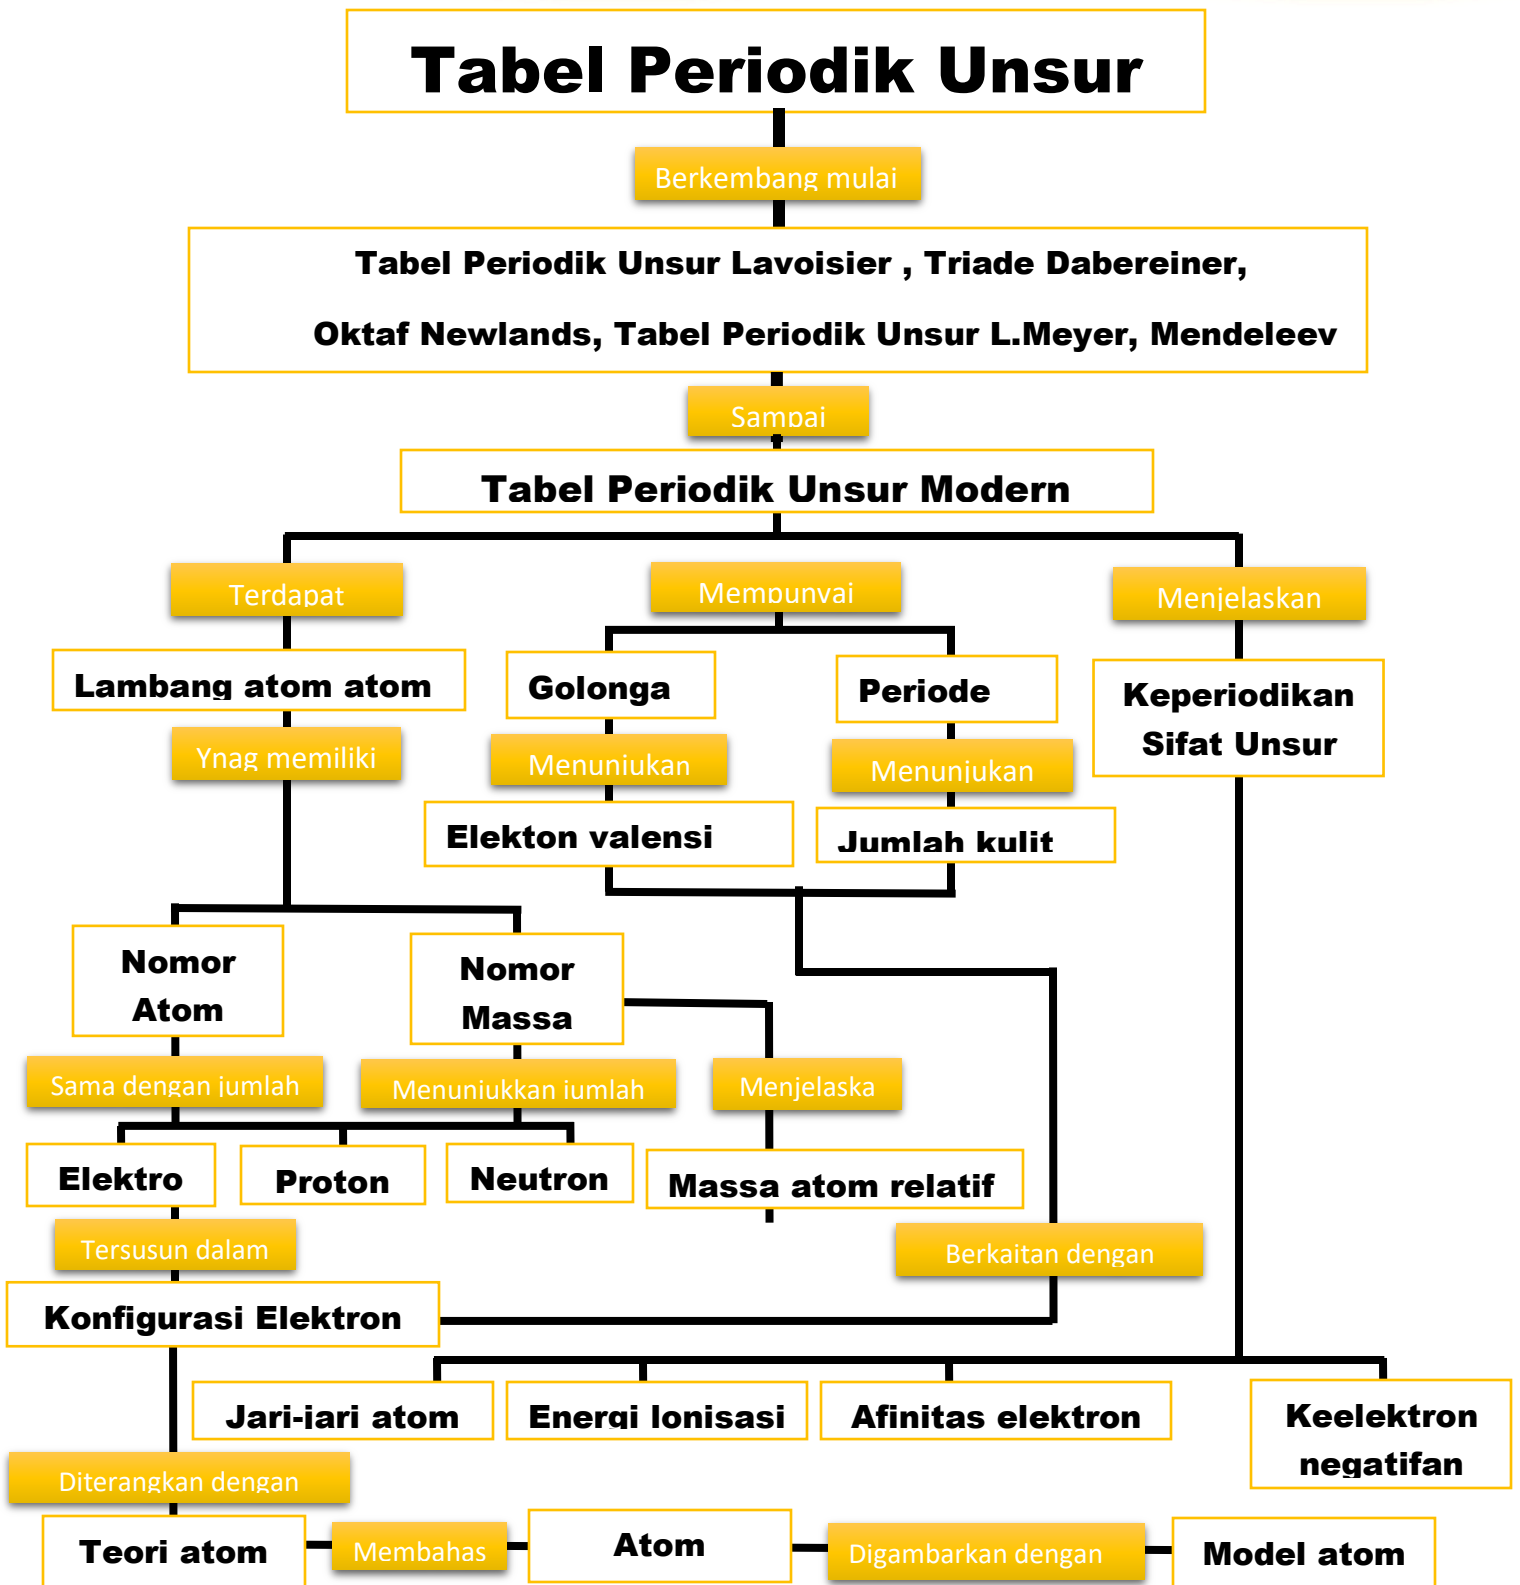 Tabel Periodik Unsur
Berkembang mulai
Tabel Periodik Unsur Lavoisier , Triade Dabereiner,
Oktaf Newlands, Tabel Periodik Unsur L.Meyer, Mendeleev
Sampai
Tabel Periodik Unsur Modern
Terdapat
Mempunyai
Menjelaskan
Lambang atom atom
Golonga
Periode
Keperiodikan
Sifat Unsur
Ynag memiliki
Menunjukan
Menunjukan
Elekton valensi
Jumlah kulit
Nomor
Atom
Nomor
Massa
Sama dengan jumlah
Menunjukkan jumlah
Menjelaska
Elektro
Proton
Neutron
Massa atom relatif
Tersusun dalam
Berkaitan dengan
Konfigurasi Elektron
Jari-jari atom
Energi Ionisasi
Afinitas elektron
Keelektron
negatifan
Diterangkan dengan
Teori atom
Membahas
Atom
Digambarkan dengan
Model atom